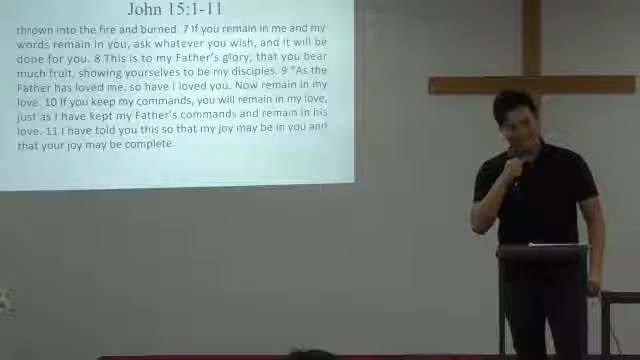 John 15:1-11
thrown into the fire and burned. 7 If you remain in me and my
words remain in you, ask whatever you wish, and it will be
done for you. 8 This is to my Father's glory, that you bear
much fruit, showing yourselves to be my disciples. 9 "As the
Father has loved me, so have I loved you. Now remain in my
love. 10 If you keep my commands, you will remain in my love,
just as I have kept my Father's commands and remain in his
love. 11 I have told you this so that my joy may be in you and
that your joy may be complete.